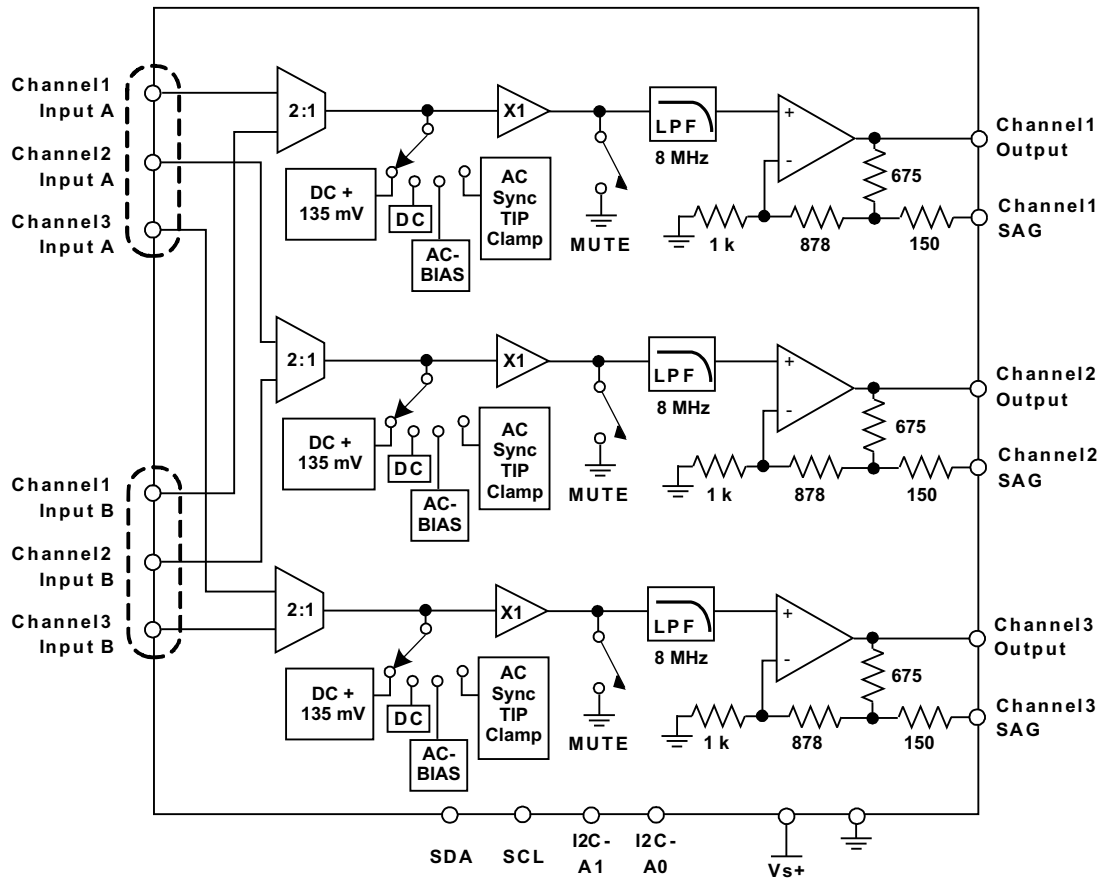 Channel1
Input A
Channel2
Input A
Channel3
Input A
2:1
X1
LPF
8 MHz
+
-
Channel1
Output
675
Channel1
SAG
1 k
878
150
DC +
135 mV
DC
AC-
BIAS
AC
Sync
TIP
Clamp
MUTE
2:1
X1
LPF
8 MHz
+
-
Channel2
Output
675
Channel2
SAG
1 k
878
150
DC +
135 mV
DC
AC-
BIAS
AC
Sync
TIP
Clamp
MUTE
Channel1
Input B
Channel2
Input B
Channel3
Input B
2:1
X1
LPF
8 MHz
+
-
Channel3
Output
675
Channel3
SAG
1 k
878
150
DC +
135 mV
DC
AC-
BIAS
AC
Sync
TIP
Clamp
MUTE
SDA
SCL
I2C-
A1
I2C-
A0
Vs+